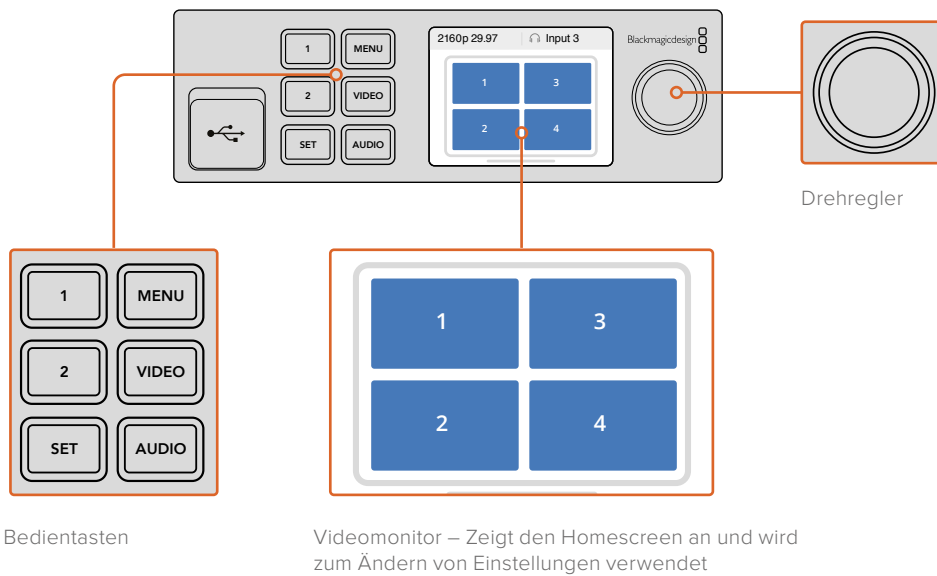 2160p 29.97 Input 3
Blackmagicdesign
1 MENU
1 3
2 VIDEO
2 4
SET AUDIO
Drehregler
1 MENU
2 VIDEO
SET AUDIO
1 3
2 4
Bedientasten
Videomonitor – Zeigt den Homescreen an und wird
zum Ändern von Einstellungen verwendet